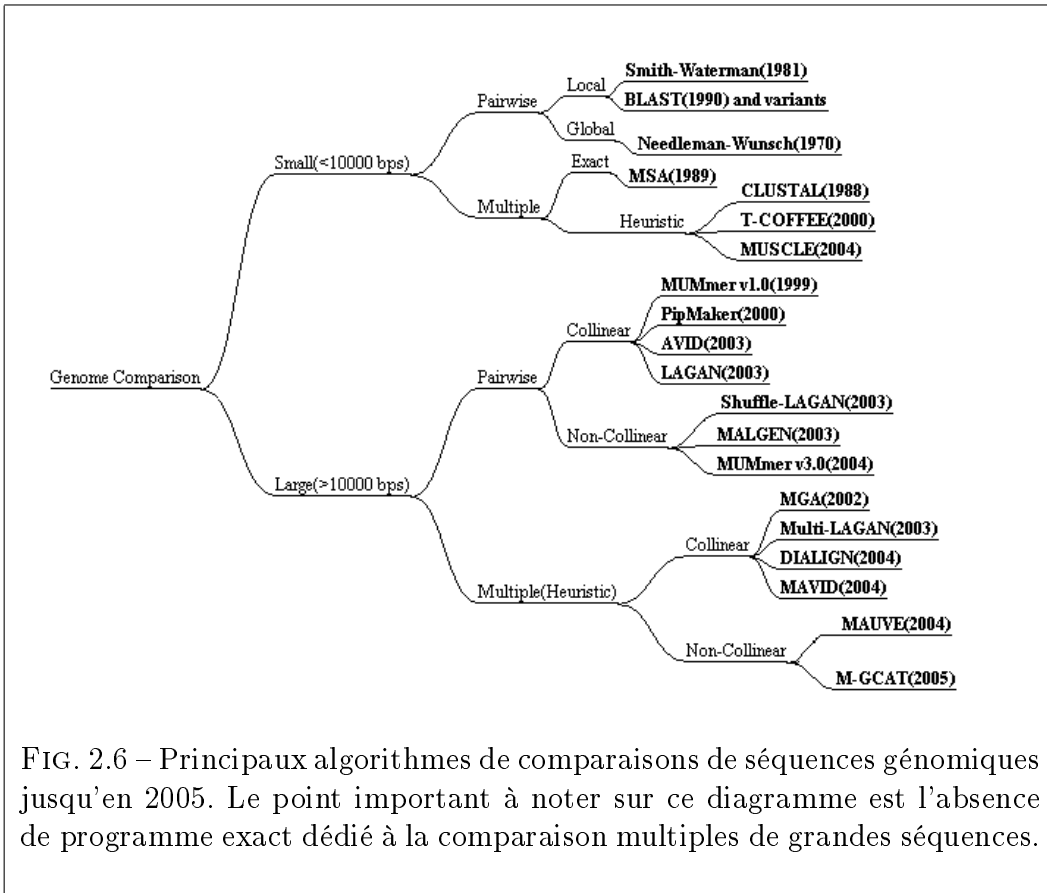 Smith-Waterman(1981)
Local
BLAST(1990) and variants
Pairwise
Global
Needleman-Wunsch(1970)
Small(<10000 bps)
Exact
MSA(1989)
CLUSTAL(1988)
Multiple
Heuristic
T-COFFEE(2000)
MUSCLE(2004)
MUMmer v1.0(1999)
PipMaker(2000)
Collinear
AVID(2003)
LAGAN(2003)
Genome Comparison
Pairwise
Shuffle-LAGAN(2003)
Non-Collinear
MALGEN(2003)
MUMmer v3.0(2004)
Large(>10000 bps)
MGA(2002)
Multi-LAGAN(2003)
Collinear
DIALIGN(2004)
MAVID(2004)
Multiple(Heuristic)
MAUVE(2004)
Non-Collinear
M-GCAT(2005)
FIG. 2.6 – Principaux algorithmes de comparaisons de séquences génomiques
jusqu'en 2005. Le point important à noter sur ce diagramme est l'absence
de programme exact dédié à la comparaison multiples de grandes séquences.